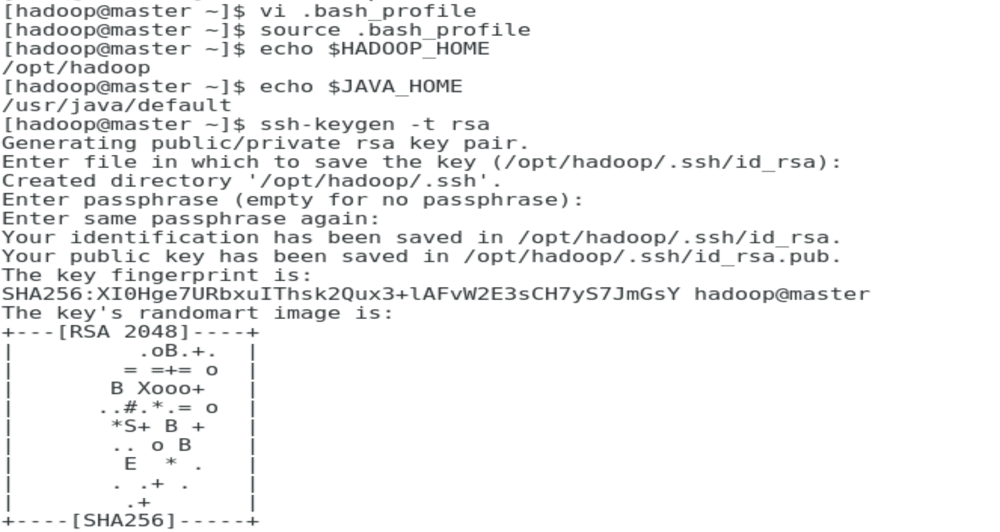 [hadoop@master ~]$ vi .bash_profile
[hadoop@master ~]$ source .bash_profile
[hadoop@master ~]$ echo $HADOOP_HOME
/opt/hadoop
[hadoop@master ~]$ echo $JAVA_HOME
/usr/java/default
[hadoop@master ~]$ ssh-keygen -t rsa
Generating public/private rsa key pair.
Enter file in which to save the key (/opt/hadoop/.ssh/id_rsa):
Created directory '/opt/hadoop/.ssh'.
Enter passphrase (empty for no passphrase):
Enter same passphrase again:
Your identification has been saved in /opt/hadoop/.ssh/id_rsa.
Your public key has been saved in /opt/hadoop/.ssh/id_rsa.pub.
The key fingerprint is:
SHA256:XI0Hge7URbxuIThsk2Qux3+lAFvW2E3sCH7yS7JmGsY hadoop@master
The key's randomart image is:
+---[RSA 2048]----+
|         .oB.+.  |
|        = =+= o  |
|       B Xooo+   |
|      ..#.*.= o  |
|       *S+ B +   |
|       .. o B    |
|        E  * .   |
|       . .+ .    |
|        .+       |
+----[SHA256]-----+